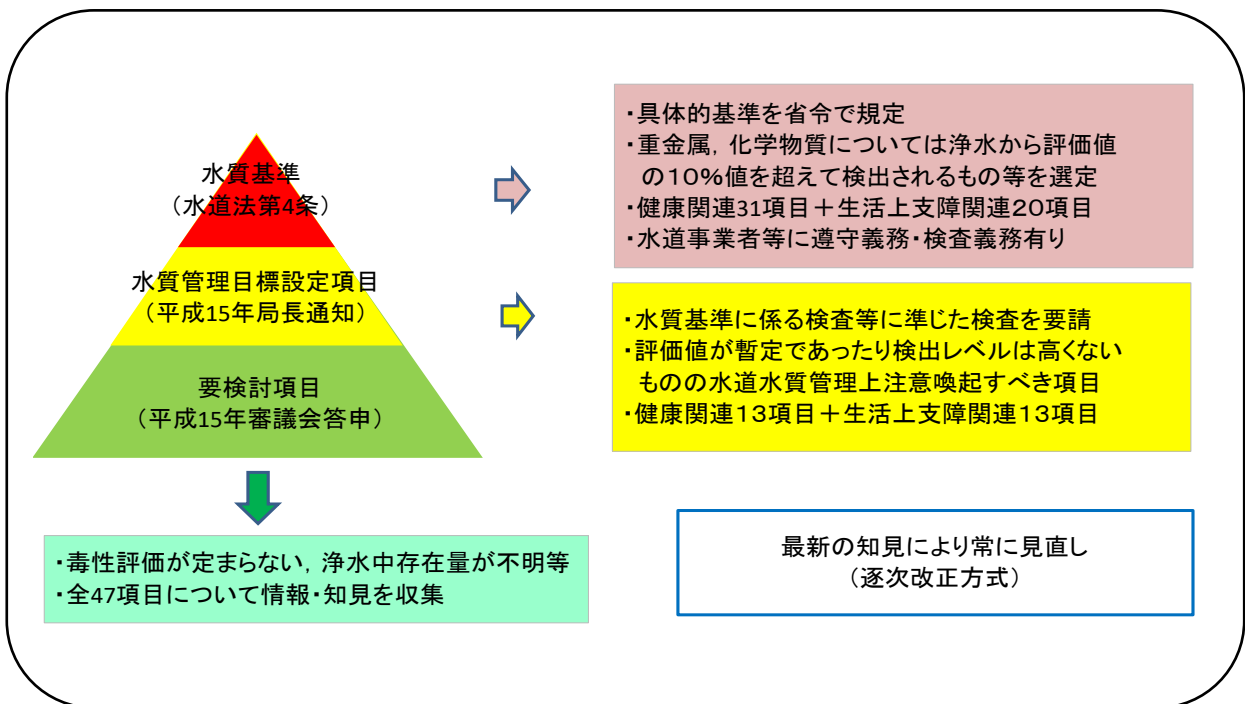 水質基準
（水道法第4条）
・具体的基準を省令で規定
・重金属，化学物質については浄水から評価値
の１０％値を超えて検出されるもの等を選定
・健康関連31項目＋生活上支障関連２０項目
・水道事業者等に遵守義務・検査義務有り
水質管理目標設定項目
（平成15年局長通知）
・水質基準に係る検査等に準じた検査を要請
・評価値が暫定であったり検出レベルは高くない
ものの水道水質管理上注意喚起すべき項目
・健康関連１３項目＋生活上支障関連１３項目
要検討項目
（平成15年審議会答申）
・毒性評価が定まらない，浄水中存在量が不明等
・全47項目について情報・知見を収集
最新の知見により常に見直し
（逐次改正方式）